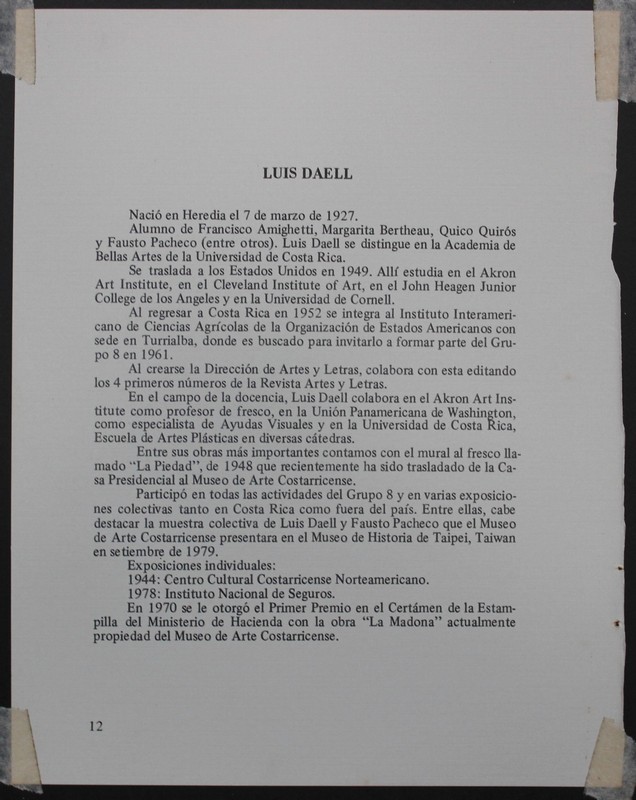 LUIS DAELL
Nació en Heredia el 7 de marzo de 1927.
Alumno de Francisco Amighetti, Margarita Bertheau, Quico Quirós
y Fausto Pacheco (entre otros). Luis Daell se distingue en la Academia de
Bellas Artes de la Universidad de Costa Rica.
Se traslada a los Estados Unidos en 1949. Allí estudia en el Akron
Art Institute, en el Cleveland Institute of Art, en el John Heagen Junior
College de los Angeles y en la Universidad de Cornell.
Al regresar a Costa Rica en 1952 se integra al Instituto Interameri-
cano de Ciencias Agrícolas de la Organización de Estados Americanos con
sede en Turrialba, donde es buscado para invitarlo a formar parte del Gru-
po 8 en 1961.
Al crearse la Dirección de Artes y Letras, colabora con esta editando
los 4 primeros números de la Revista Artes y Letras.
En el campo de la docencia, Luis Daell colabora en el Akron Art Ins-
titute como profesor de fresco, en la Unión Panamericana de Washington,
como especialista de Ayudas Visuales y en la Universidad de Costa Rica,
Escuela de Artes Plásticas en diversas cátedras.
Entre sus obras más importantes contamos con el mural al fresco lla-
mado "La Piedad", de 1948 que recientemente ha sido trasladado de la Ca-
sa Presidencial al Museo de Arte Costarricense.
Participó en todas las actividades del Grupo 8 y en varias exposicio-
nes colectivas tanto en Costa Rica como fuera del país. Entre ellas, cabe
destacar la muestra colectiva de Luis Daell y Fausto Pacheco que el Museo
de Arte Costarricense presentara en el Museo de Historia de Taipei, Taiwan
en setiembre de 1979.
Exposiciones individuales:
1944: Centro Cultural Costarricense Norteamericano.
1978: Instituto Nacional de Seguros.
En 1970 se le otorgó el Primer Premio en el Certámen de la Estam-
pilla del Ministerio de Hacienda con la obra "La Madona" actualmente
propiedad del Museo de Arte Costarricense.
12